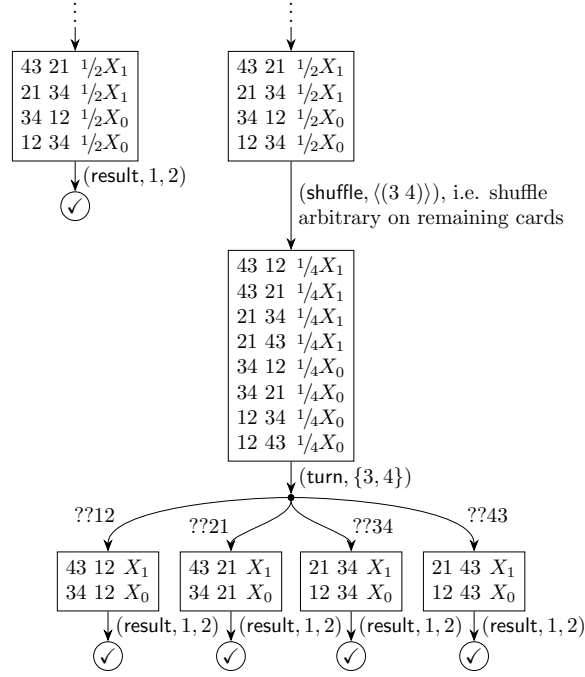 43 21 ½X₁
21 34 ½X₁
34 12 ½X₀
12 34 ½X₀
(result, 1, 2)
✓
43 21 ½X₁
21 34 ½X₁
34 12 ½X₀
12 34 ½X₀
(shuffle, ⟨(3 4)⟩), i.e. shuffle
arbitrary on remaining cards
43 12 ¼X₁
43 21 ¼X₁
21 34 ¼X₁
21 43 ¼X₁
34 12 ¼X₀
34 21 ¼X₀
12 34 ¼X₀
12 43 ¼X₀
(turn, {3, 4})
??12
??21
??34
??43
43 12 X₁
34 12 X₀
43 21 X₁
34 21 X₀
21 34 X₁
12 34 X₀
21 43 X₁
12 43 X₀
(result, 1, 2)
(result, 1, 2)
(result, 1, 2)
(result, 1, 2)
✓
✓
✓
✓